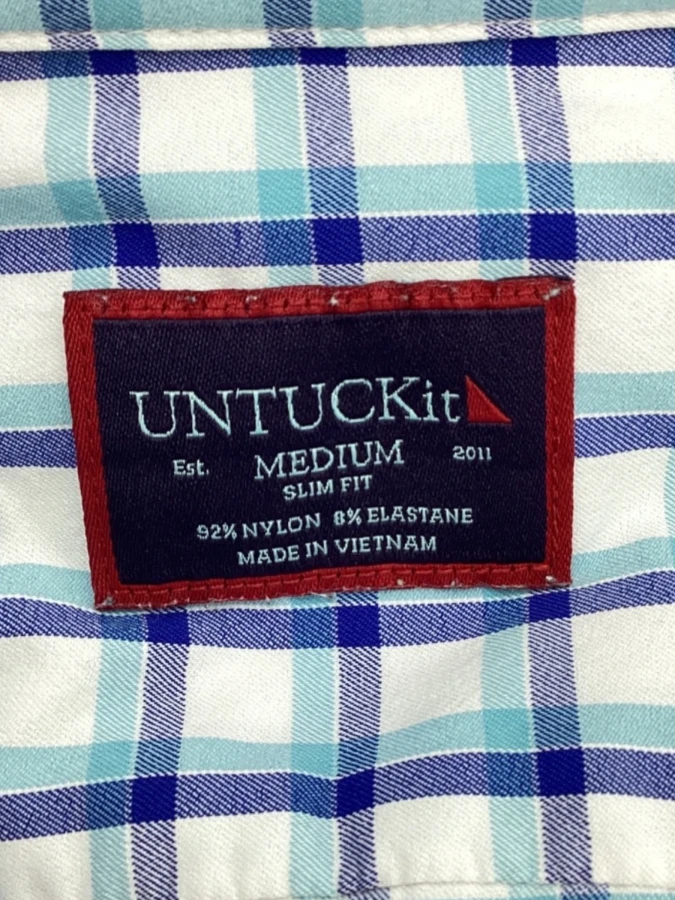 UNTUCKit
Est. MEDIUM 2011
SLIM FIT
92% NYLON 8% ELASTANE
MADE IN VIETNAM